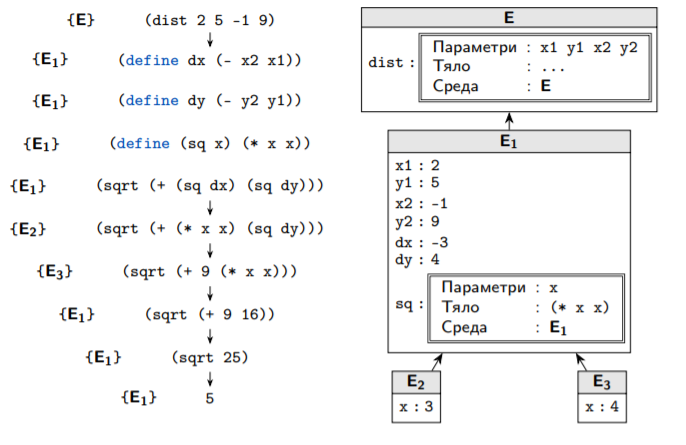 {E} (dist 2 5 -1 9)
{E₁} (define dx (- x2 x1))
{E₁} (define dy (- y2 y1))
{E₁} (define (sq x) (* x x))
{E₁} (sqrt (+ (sq dx) (sq dy)))
{E₂} (sqrt (+ (* x x) (sq dy)))
{E₃} (sqrt (+ 9 (* x x)))
{E₁} (sqrt (+ 9 16))
{E₁} (sqrt 25)
{E₁} 5
E
dist :
Параметри : x1 y1 x2 y2
Тяло : ...
Среда : E
E₁
x1 : 2
y1 : 5
x2 : -1
y2 : 9
dx : -3
dy : 4
sq :
Параметри : x
Тяло : (* x x)
Среда : E₁
E₂
x : 3
E₃
x : 4